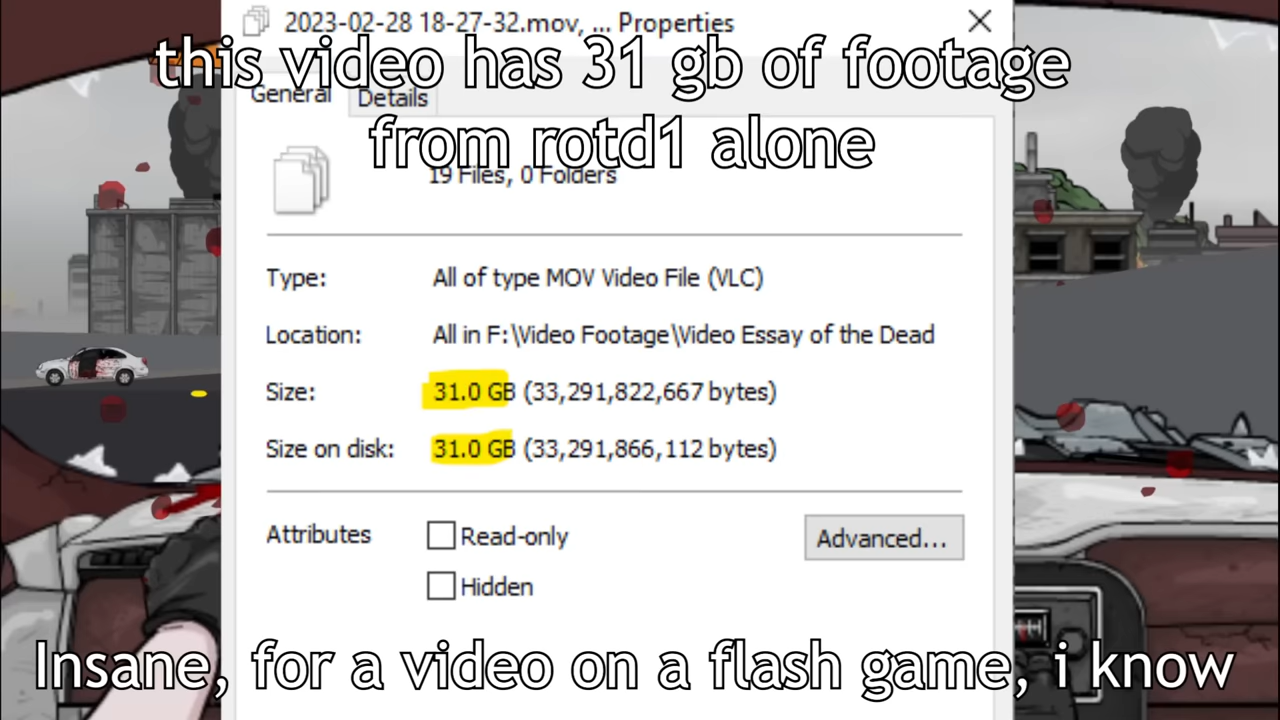 2023-02-28 18-27-32.mov, ... Properties
this video has 31 gb of footage
General Details
from rotd1 alone
19 Files, 0 Folders
Type: All of type MOV Video File (VLC)
Location: All in F:\Video Footage\Video Essay of the Dead
Size: 31.0 GB (33,291,822,667 bytes)
Size on disk: 31.0 GB (33,291,866,112 bytes)
Attributes Read-only Advanced...
Hidden
Insane, for a video on a flash game, i know